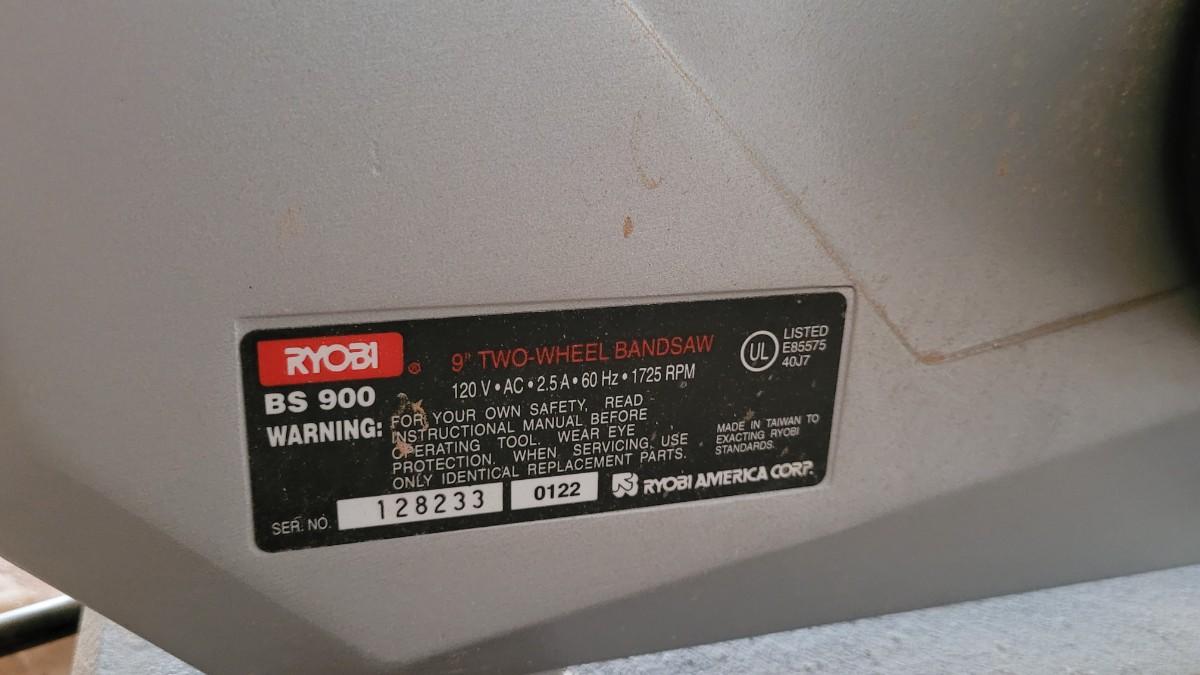 RYOBI ®
9" TWO-WHEEL BANDSAW
120 V • AC • 2.5 A • 60 Hz • 1725 RPM
UL
LISTED
E85575
40J7
BS 900
WARNING:
FOR YOUR OWN SAFETY, READ
INSTRUCTIONAL MANUAL BEFORE
OPERATING TOOL. WEAR EYE
PROTECTION. WHEN SERVICING, USE
ONLY IDENTICAL REPLACEMENT PARTS.
MADE IN TAIWAN TO
EXACTING RYOBI
STANDARDS.
SER. NO. 128233 0122
RYOBI AMERICA CORP.